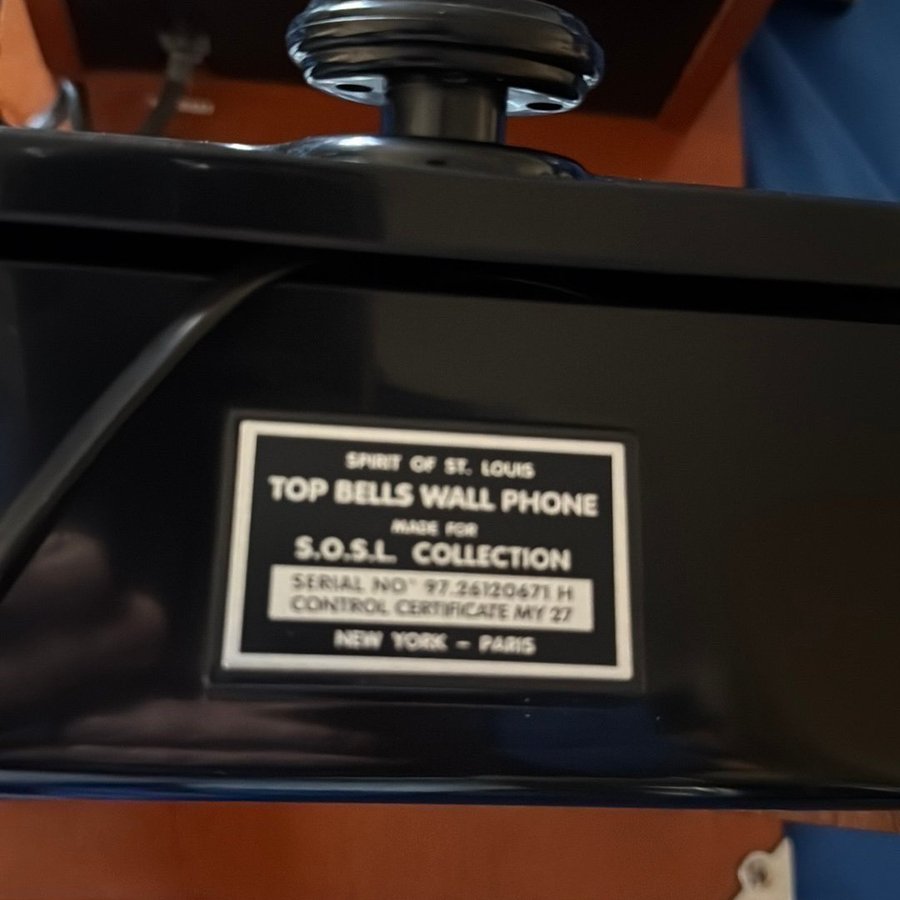 SPIRIT OF ST. LOUIS
TOP BELLS WALL PHONE
MADE FOR
S.O.S.L. COLLECTION
SERIAL NO° 97.26120671 H
CONTROL CERTIFICATE MY 27
NEW YORK – PARIS